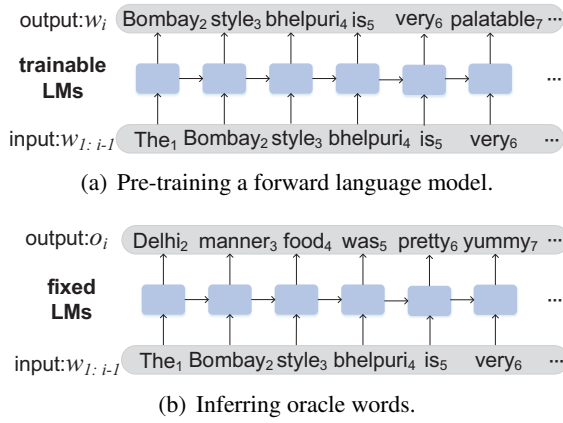 output:wᵢ Bombay₂ style₃ bhelpuri₄ is₅ very₆ palatable₇ ...
trainable
LMs
...
input:w₁: ᵢ₋₁ The₁ Bombay₂ style₃ bhelpuri₄ is₅ very₆ ...
(a) Pre-training a forward language model.
output:oᵢ Delhi₂ manner₃ food₄ was₅ pretty₆ yummy₇ ...
fixed
LMs
...
input:w₁: ᵢ₋₁ The₁ Bombay₂ style₃ bhelpuri₄ is₅ very₆ ...
(b) Inferring oracle words.